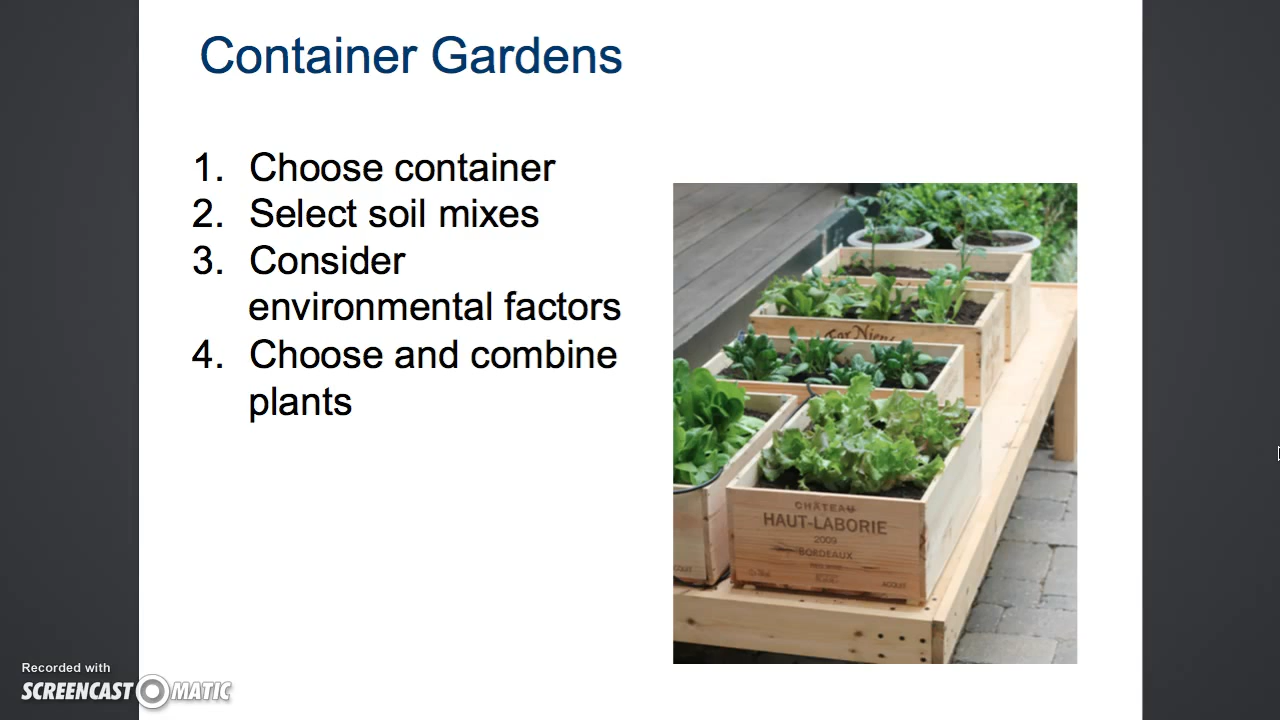 Container Gardens
1. Choose container
2. Select soil mixes
3. Consider
environmental factors
4. Choose and combine
plants
CHÂTEAU
HAUT-LABORIE
2009
BORDEAUX
Recorded with
SCREENCAST-O-MATIC